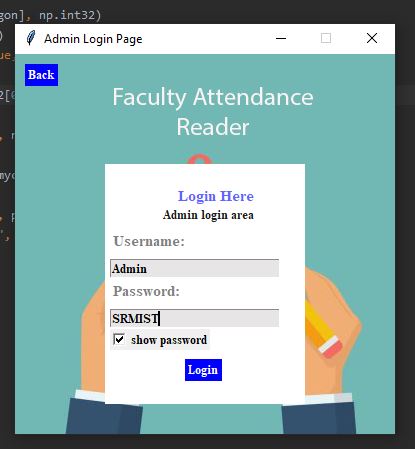 gon], np.int32)
Admin Login Page
Back
Faculty Attendance
Reader
Login Here
Admin login area
Username:
Admin
Password:
SRMIST
show password
Login